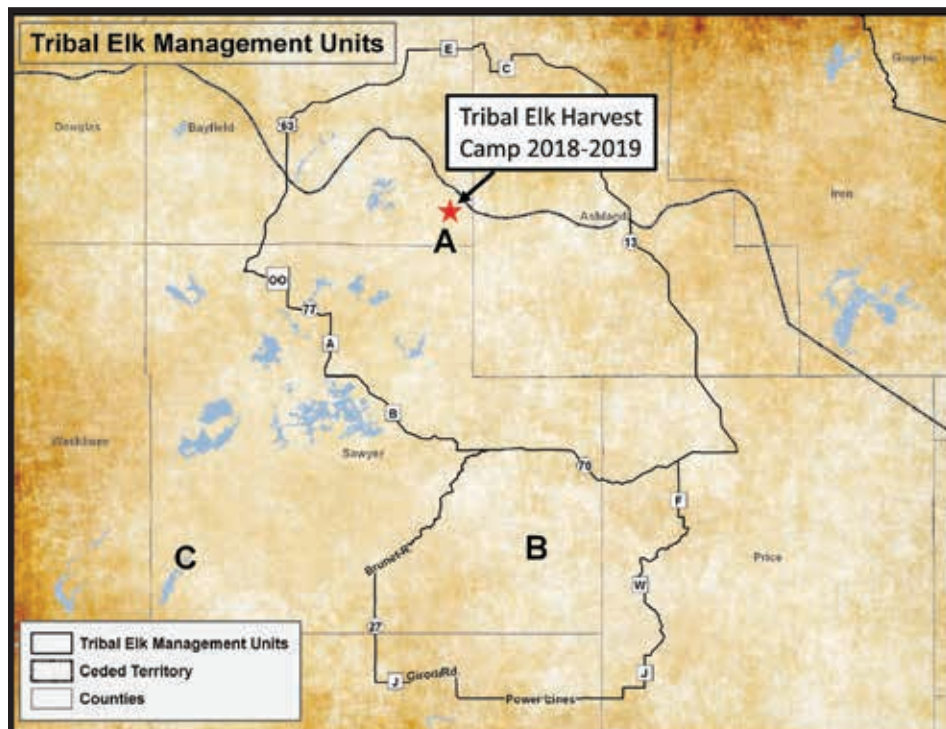 Tribal Elk Management Units
E
C
Gogebic
63
Tribal Elk Harvest
Camp 2018-2019
Douglas
Bayfield
Iron
Ashland
A
13
OO
77
A
B
Washburn
Sawyer
70
F
C
B
Price
Brunet R
W
27
J
Giron Rd
J
Power Lines
Tribal Elk Management Units
Ceded Territory
Counties